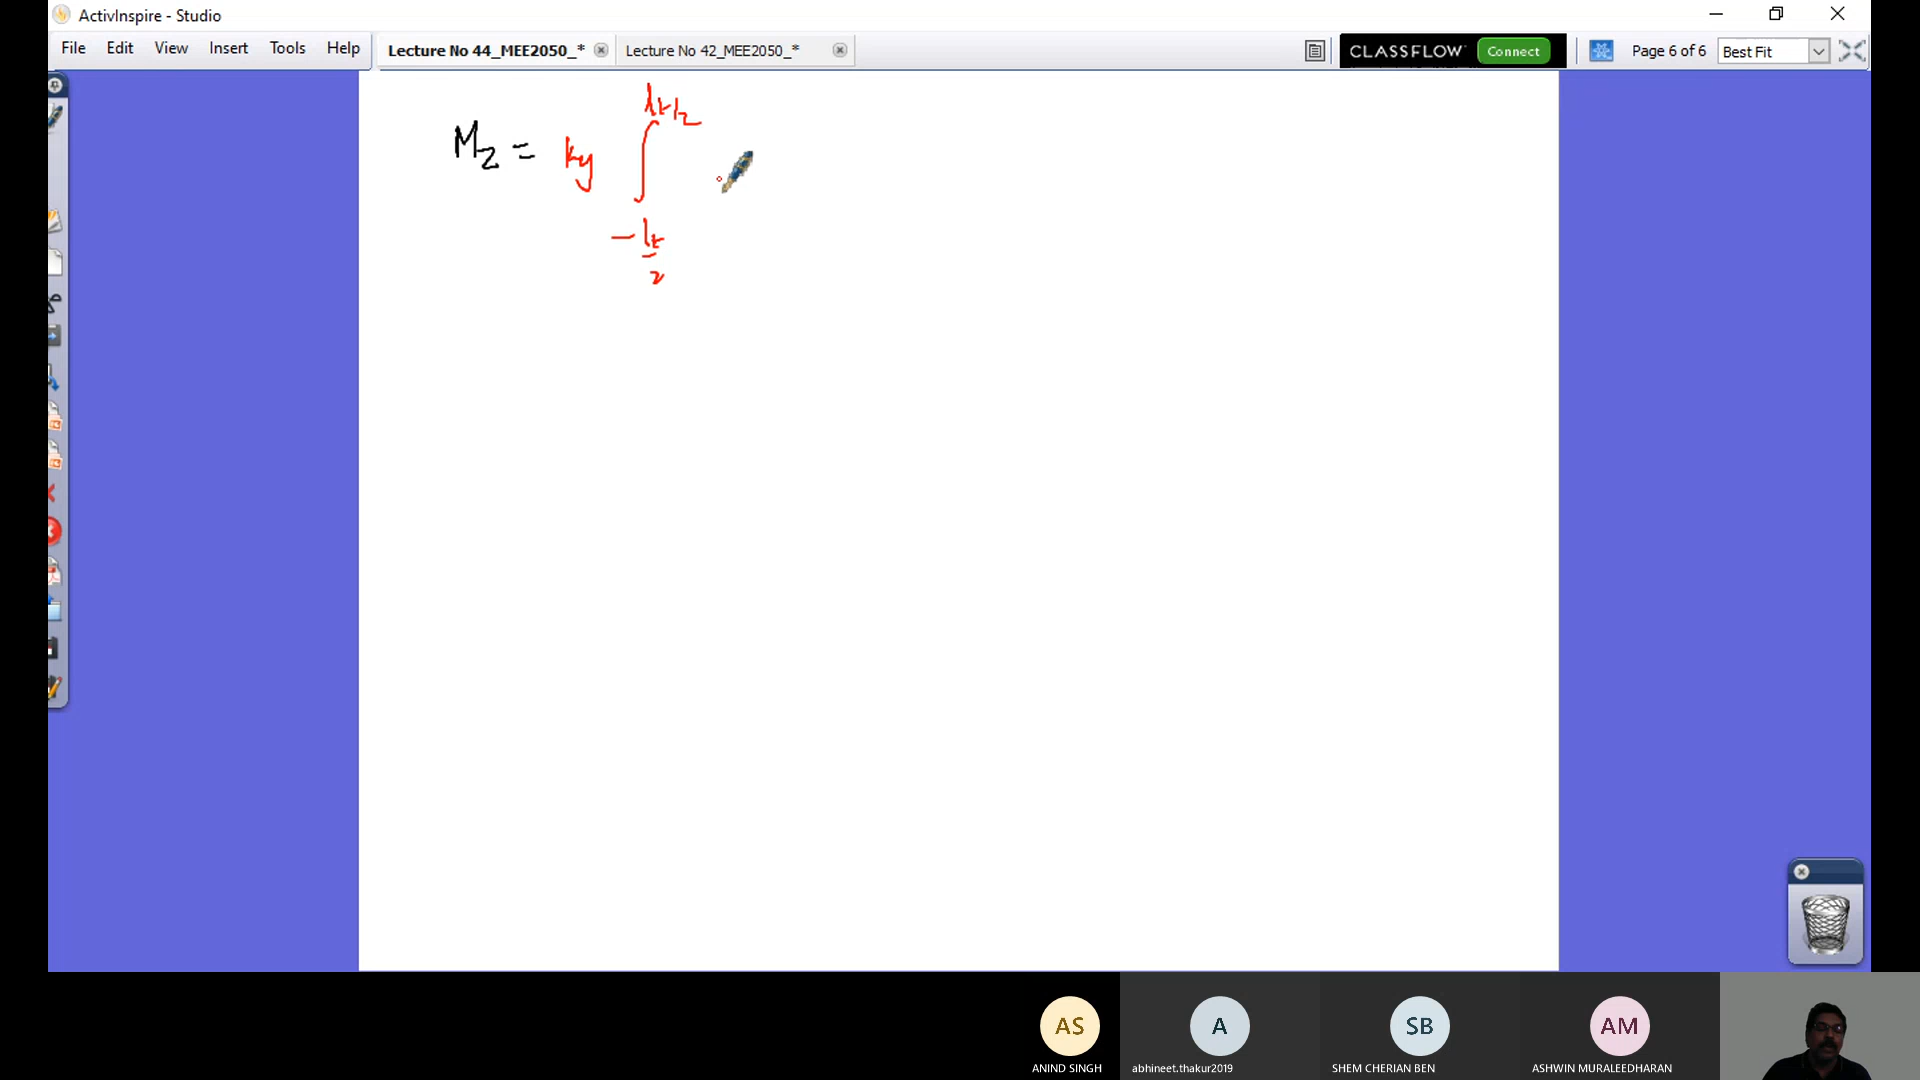 ActivInspire - Studio
File Edit View Insert Tools Help
Lecture No 44_MEE2050_* Lecture No 42_MEE2050_*
CLASSFLOW Connect
Page 6 of 6 Best Fit
lk/2
Mz = ky ∫
-lk
2
AS A SB AM
ANIND SINGH abhineet.thakur2019 SHEM CHERIAN BEN ASHWIN MURALEEDHARAN